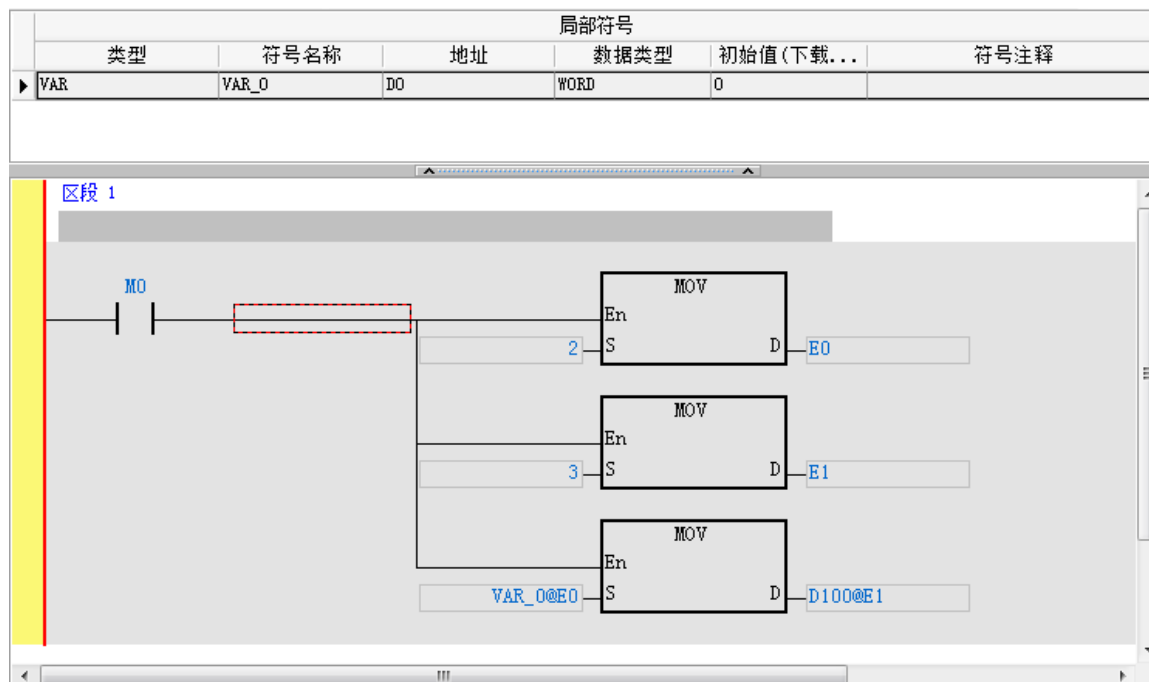 局部符号
类型 符号名称 地址 数据类型 初始值(下载... 符号注释
VAR VAR_0 D0 WORD 0
区段 1
M0
MOV
En
2 S D E0
MOV
En
3 S D E1
MOV
En
VAR_0@E0 S D D100@E1